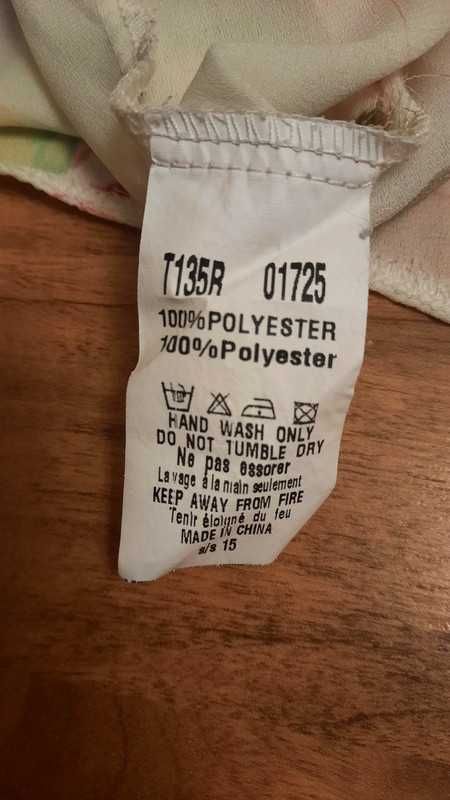 T135R 01725
100%POLYESTER
100%Polyester
HAND WASH ONLY
DO NOT TUMBLE DRY
Ne pas essorer
Lavage à la main seulement
KEEP AWAY FROM FIRE
Tenir éloigné du feu
MADE IN CHINA
s/s 15